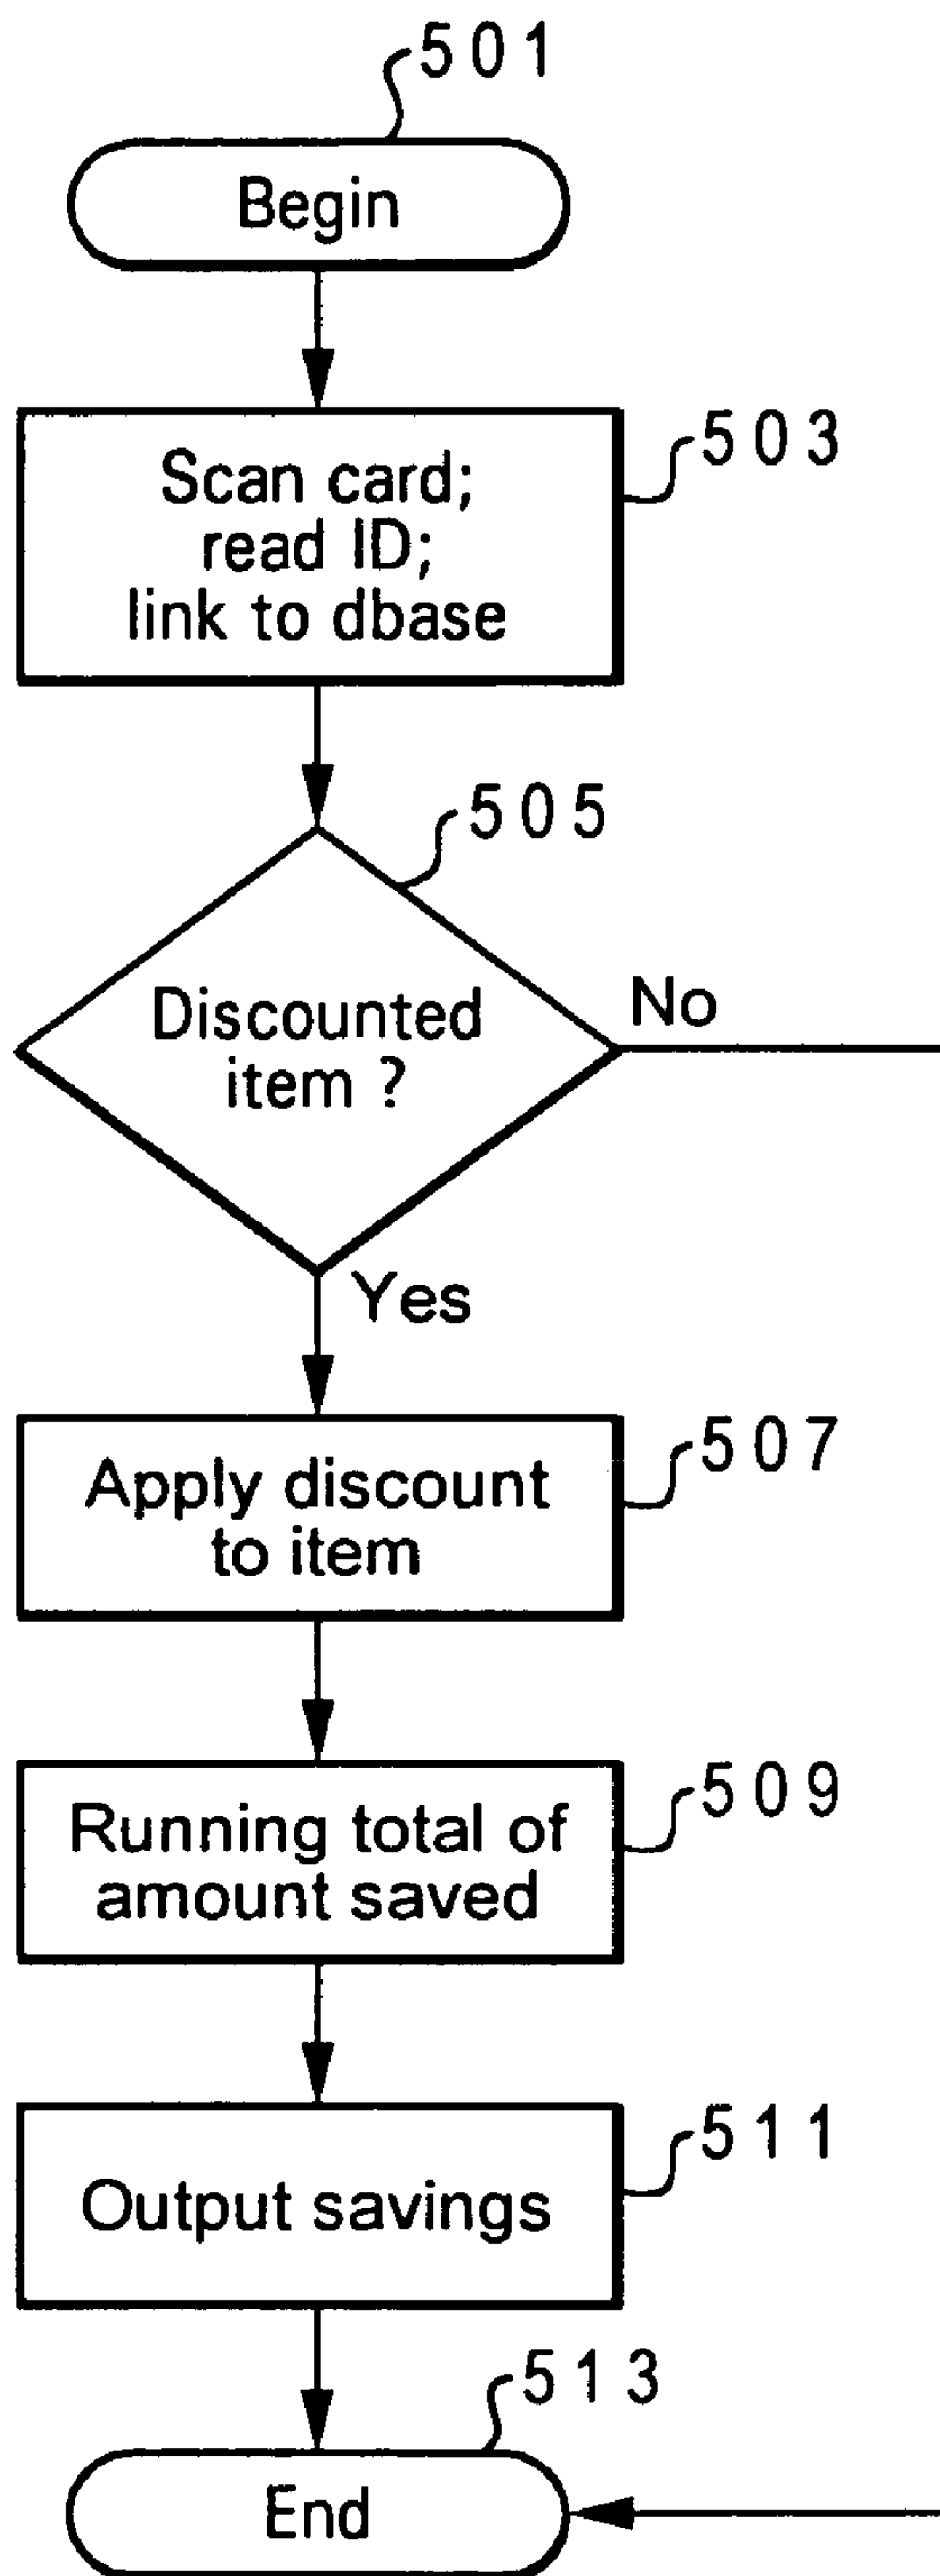 501
Begin
503
Scan card;
read ID;
link to dbase
505
Discounted
item ?
No
Yes
507
Apply discount
to item
509
Running total of
amount saved
511
Output savings
513
End